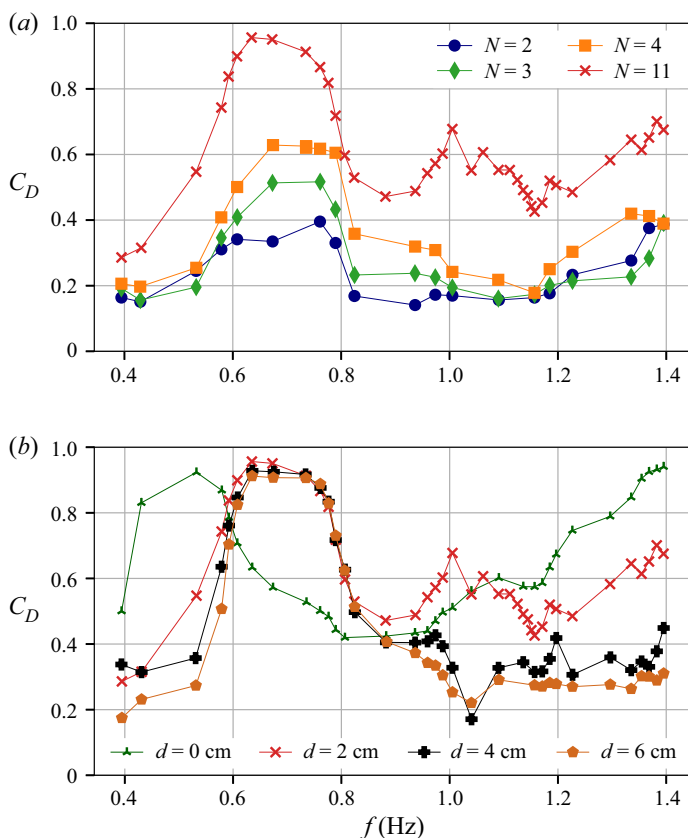 (a)
1.0
0.8
0.6
0.4
0.2
0
C_D
N = 2
N = 3
N = 4
N = 11
0.4 0.6 0.8 1.0 1.2 1.4
(b)
1.0
0.8
0.6
0.4
0.2
0
C_D
d = 0 cm d = 2 cm d = 4 cm d = 6 cm
0.4 0.6 0.8 1.0 1.2 1.4
f (Hz)